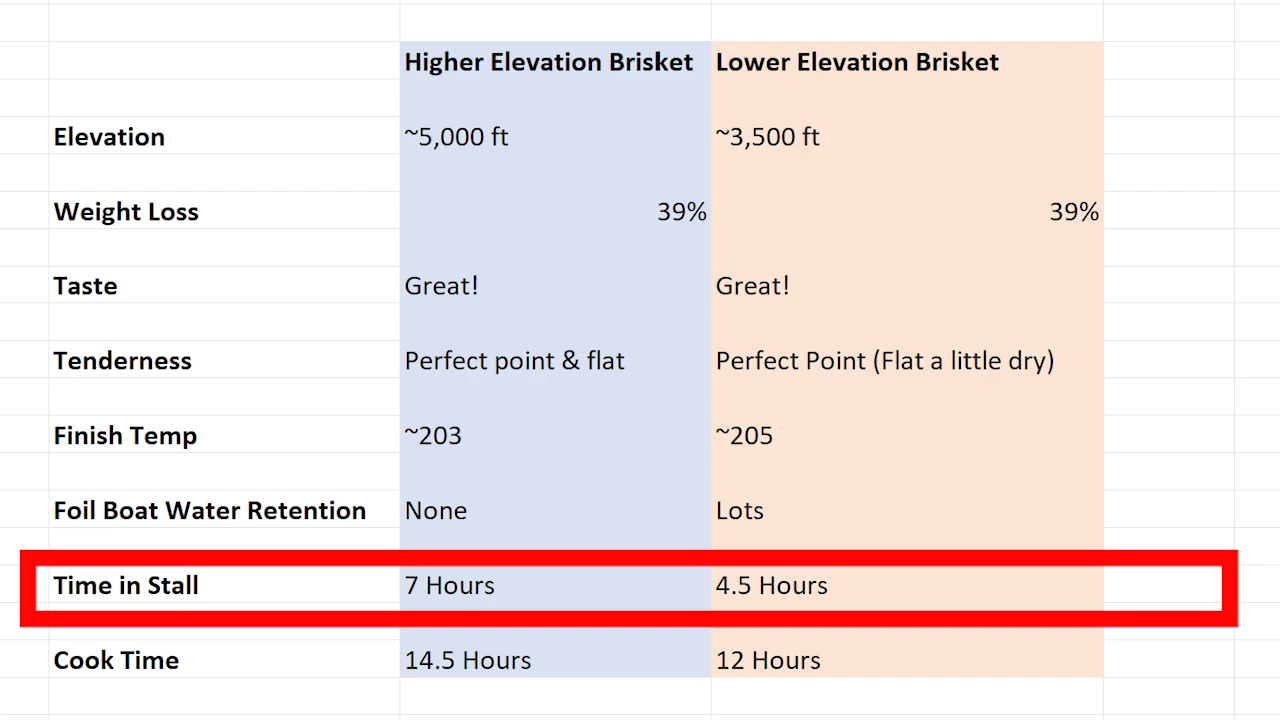 Higher Elevation Brisket Lower Elevation Brisket
Elevation ~5,000 ft ~3,500 ft
Weight Loss 39% 39%
Taste Great! Great!
Tenderness Perfect point & flat Perfect Point (Flat a little dry)
Finish Temp ~203 ~205
Foil Boat Water Retention None Lots
Time in Stall 7 Hours 4.5 Hours
Cook Time 14.5 Hours 12 Hours